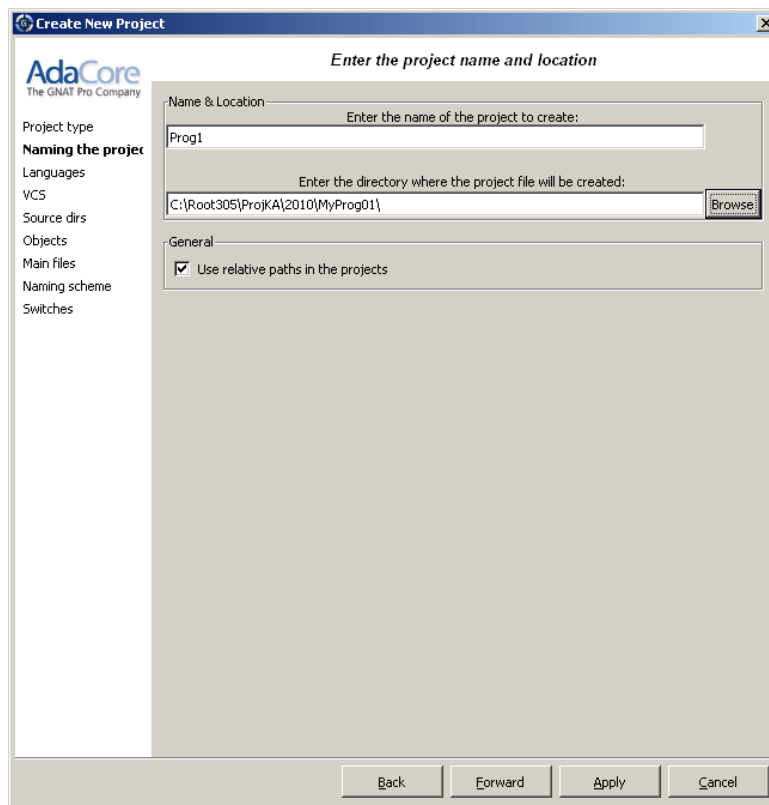 Create New Project
AdaCore
The GNAT Pro Company
Project type
Naming the projec
Languages
VCS
Source dirs
Objects
Main files
Naming scheme
Switches
Enter the project name and location
Name & Location
Enter the name of the project to create:
Prog1
Enter the directory where the project file will be created:
C:\Root305\ProjKA\2010\MyProg01\
Browse
General
Use relative paths in the projects
Back
Forward
Apply
Cancel